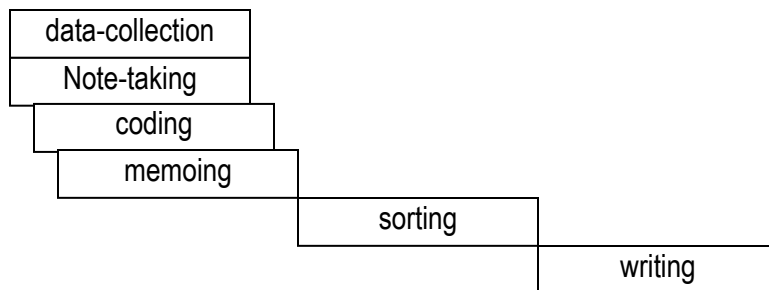 data-collection
Note-taking
coding
memoing
sorting
writing